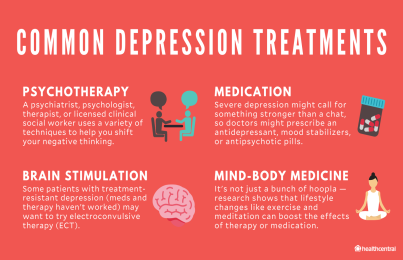 COMMON DEPRESSION TREATMENTS
PSYCHOTHERAPY
A psychiatrist, psychologist,
therapist, or licensed clinical
social worker uses a variety of
techniques to help you shift
your negative thinking.
MEDICATION
Severe depression might call for
something stronger than a chat,
so doctors might prescribe an
antidepressant, mood stabilizers,
or antipsychotic pills.
BRAIN STIMULATION
Some patients with treatment-
resistant depression (meds and
therapy haven't worked) may
want to try electroconvulsive
therapy (ECT).
MIND-BODY MEDICINE
It's not just a bunch of hoopla —
research shows that lifestyle
changes like exercise and
meditation can boost the effects
of therapy or medication.
healthcentral